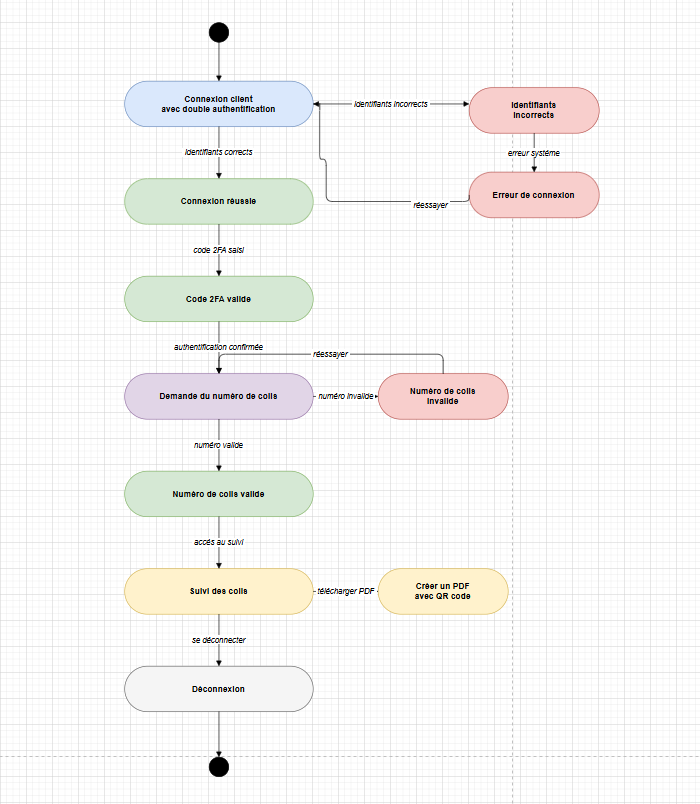 Connexion client
avec double authentification
identifiants incorrects
Identifiants
incorrects
identifiants corrects
erreur système
Connexion réussie
Erreur de connexion
réessayer
code 2FA saisi
Code 2FA valide
authentification confirmée
réessayer
Demande du numéro de colis
numéro invalide
Numéro de colis
invalide
numéro valide
Numéro de colis valide
accés au suivi
Suivi des colis
télécharger PDF
Créer un PDF
avec QR code
se déconnecter
Déconnexion